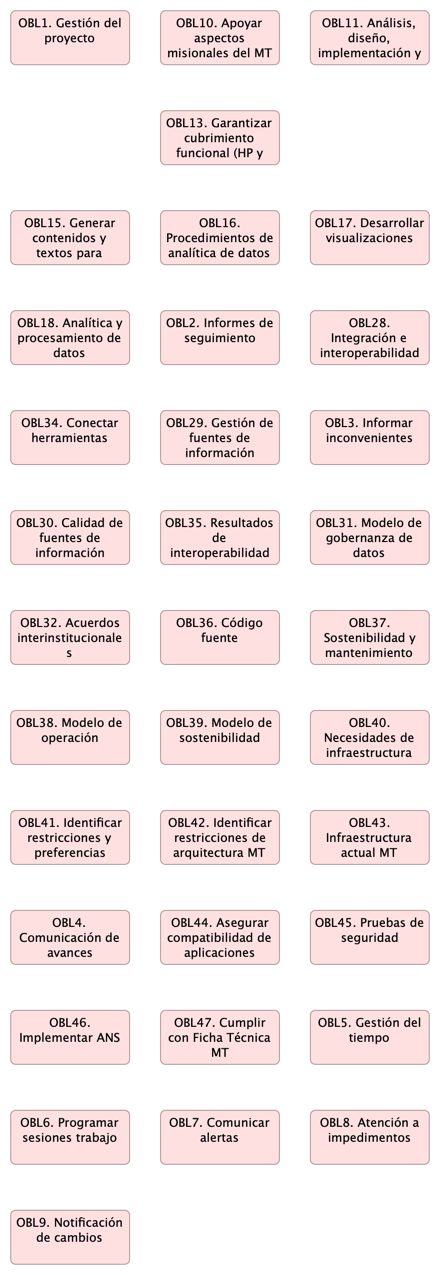 OBL1. Gestión del
proyecto
OBL10. Apoyar
aspectos
misionales del MT
OBL11. Análisis,
diseño,
implementación y
OBL13. Garantizar
cubrimiento
funcional (HP y
OBL15. Generar
contenidos y
textos para
OBL16.
Procedimientos de
analítica de datos
OBL17. Desarrollar
visualizaciones
OBL18. Analítica y
procesamiento de
datos
OBL2. Informes de
seguimiento
OBL28.
Integración e
interoperabilidad
OBL34. Conectar
herramientas
OBL29. Gestión de
fuentes de
información
OBL3. Informar
inconvenientes
OBL30. Calidad de
fuentes de
información
OBL35. Resultados
de
interoperabilidad
OBL31. Modelo de
gobernanza de
datos
OBL32. Acuerdos
interinstitucionale
s
OBL36. Código
fuente
OBL37.
Sostenibilidad y
mantenimiento
OBL38. Modelo de
operación
OBL39. Modelo de
sostenibilidad
OBL40.
Necesidades de
infraestructura
OBL41. Identificar
restricciones y
preferencias
OBL42. Identificar
restricciones de
arquitectura MT
OBL43.
Infraestructura
actual MT
OBL4.
Comunicación de
avances
OBL44. Asegurar
compatibilidad de
aplicaciones
OBL45. Pruebas de
seguridad
OBL46.
Implementar ANS
OBL47. Cumplir
con Ficha Técnica
MT
OBL5. Gestión del
tiempo
OBL6. Programar
sesiones trabajo
OBL7. Comunicar
alertas
OBL8. Atención a
impedimentos
OBL9. Notificación
de cambios